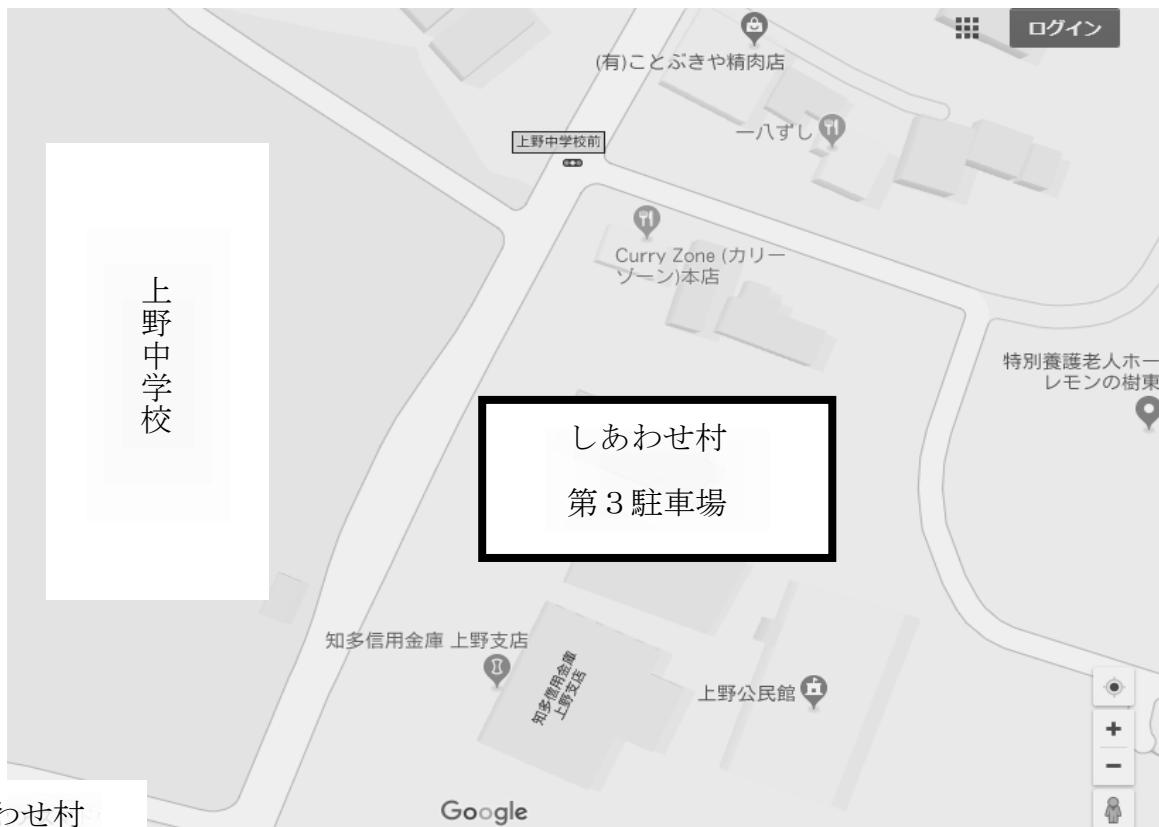 ログイン
(有)ことぶきや精肉店
一八ずし
上野中学校前
Curry Zone (カリー
ゾーン)本店
上野中学校
特別養護老人ホー
レモンの樹東
しあわせ村
第3駐車場
知多信用金庫 上野支店
知多信用金庫
上野支店
上野公民館
Google
わせ村